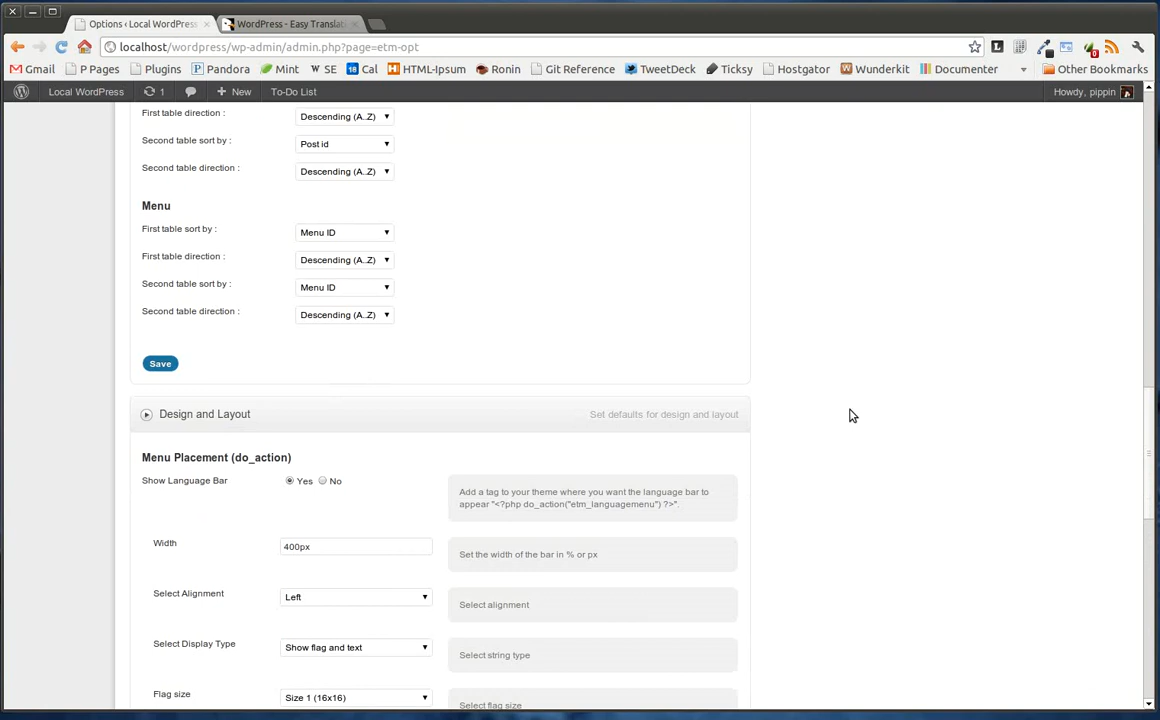 Options ‹ Local WordPress
WordPress - Easy Translat
localhost/wordpress/wp-admin/admin.php?page=etm-opt
Gmail P Pages Plugins Pandora Mint SE Cal HTML-Ipsum Ronin Git Reference TweetDeck Ticksy Hostgator Wunderkit Documenter Other Bookmarks
Local WordPress 1 + New To-Do List Howdy, pippin
First table direction : Descending (A..Z)
Second table sort by : Post id
Second table direction : Descending (A..Z)
Menu
First table sort by : Menu ID
First table direction : Descending (A..Z)
Second table sort by : Menu ID
Second table direction : Descending (A..Z)
Save
Design and Layout Set defaults for design and layout
Menu Placement (do_action)
Show Language Bar Yes No
Add a tag to your theme where you want the language bar to
appear "<?php do_action("etm_languagemenu") ?>".
Width 400px Set the width of the bar in % or px
Select Alignment Left Select alignment
Select Display Type Show flag and text Select string type
Flag size Size 1 (16x16) Select flag size